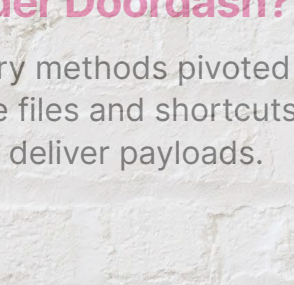 der Doordash?
ry methods pivoted
e files and shortcuts
deliver payloads.